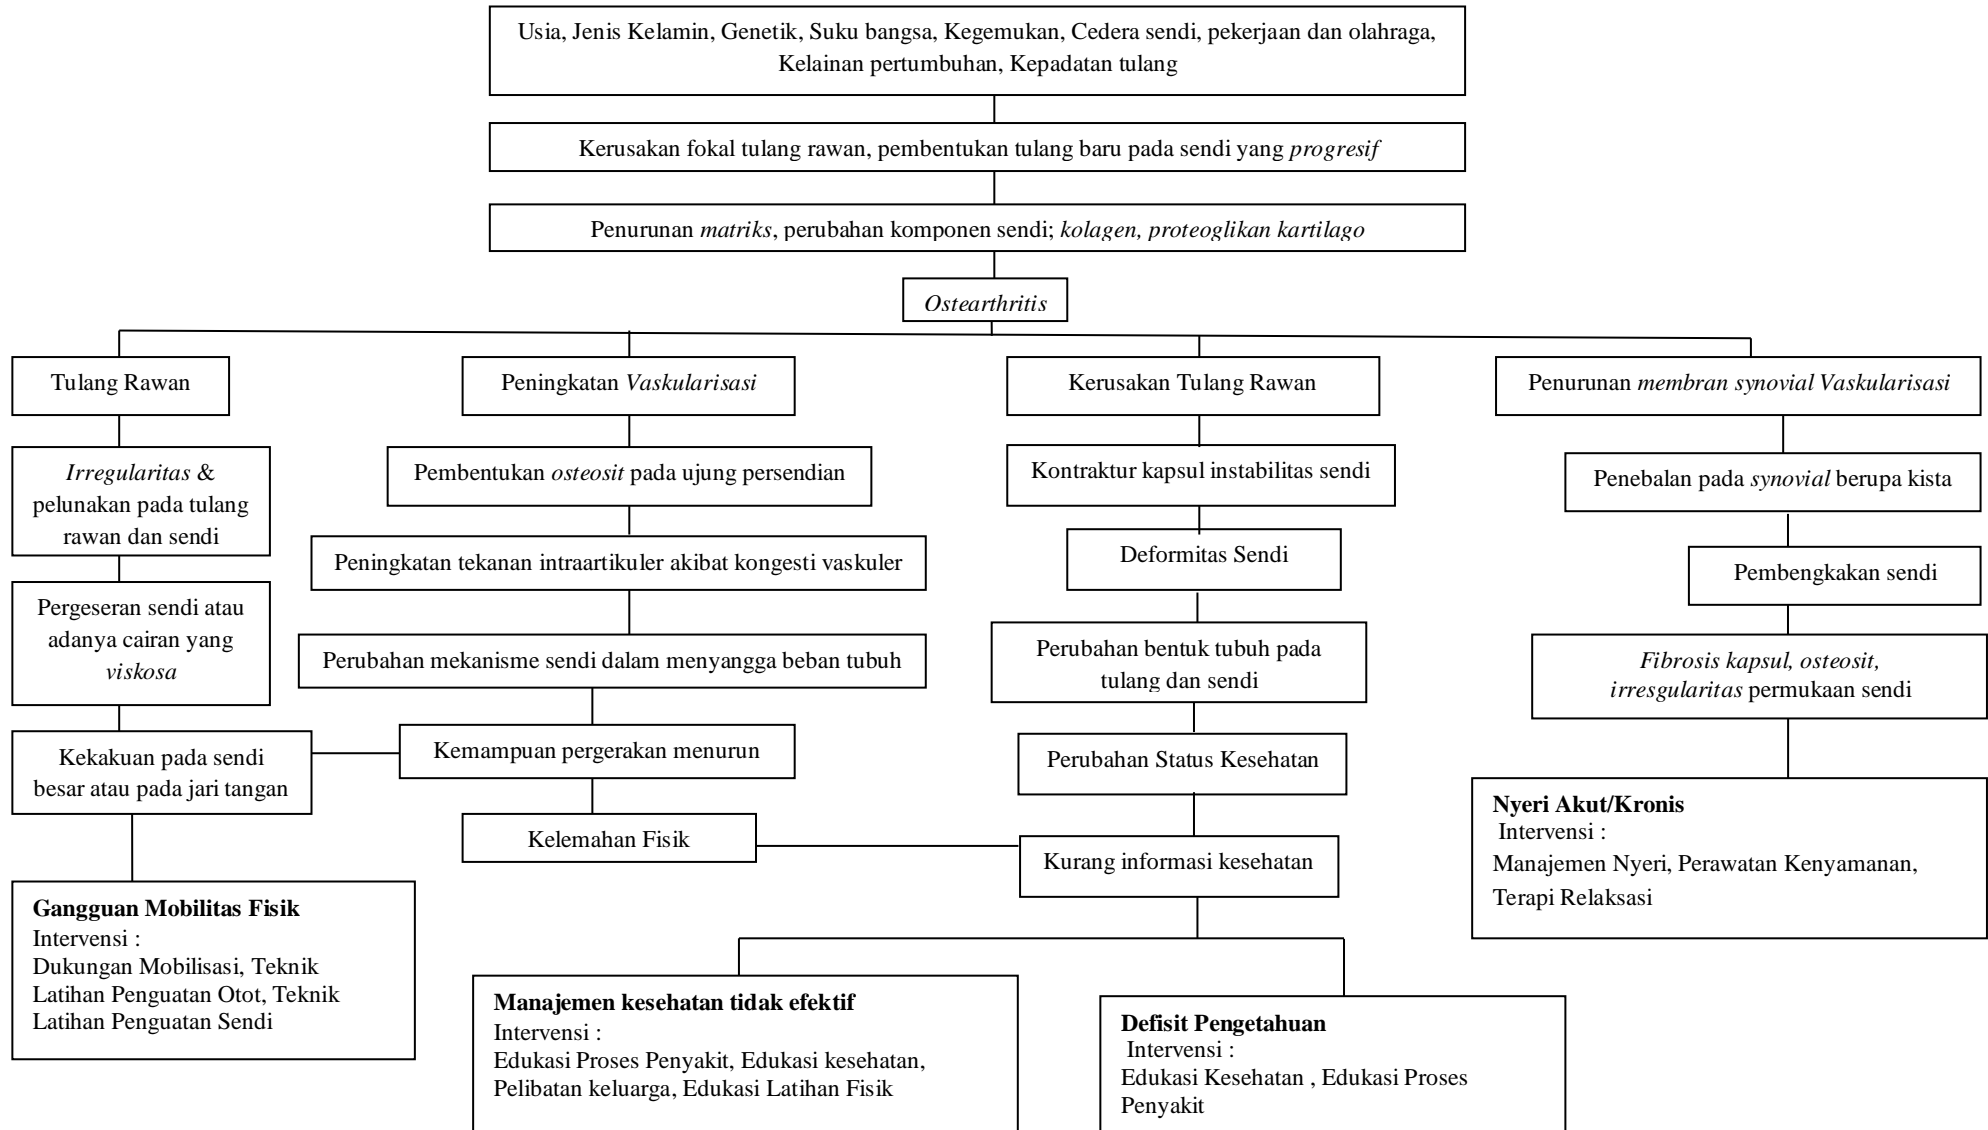 Usia, Jenis Kelamin, Genetik, Suku bangsa, Kegemukan, Cedera sendi, pekerjaan dan olahraga,
Kelainan pertumbuhan, Kepadatan tulang
Kerusakan fokal tulang rawan, pembentukan tulang baru pada sendi yang progresif
Penurunan matriks, perubahan komponen sendi; kolagen, proteoglikan kartilago
Ostearthritis
Tulang Rawan
Irregularitas &
pelunakan pada tulang
rawan dan sendi
Pergeseran sendi atau
adanya cairan yang
viskosa
Kekakuan pada sendi
besar atau pada jari tangan
Gangguan Mobilitas Fisik
Intervensi :
Dukungan Mobilisasi, Teknik
Latihan Penguatan Otot, Teknik
Latihan Penguatan Sendi
Peningkatan Vaskularisasi
Pembentukan osteosit pada ujung persendian
Peningkatan tekanan intraartikuler akibat kongesti vaskuler
Perubahan mekanisme sendi dalam menyangga beban tubuh
Kemampuan pergerakan menurun
Kelemahan Fisik
Kerusakan Tulang Rawan
Kontraktur kapsul instabilitas sendi
Deformitas Sendi
Perubahan bentuk tubuh pada
tulang dan sendi
Perubahan Status Kesehatan
Kurang informasi kesehatan
Manajemen kesehatan tidak efektif
Intervensi :
Edukasi Proses Penyakit, Edukasi kesehatan,
Pelibatan keluarga, Edukasi Latihan Fisik
Defisit Pengetahuan
Intervensi :
Edukasi Kesehatan , Edukasi Proses
Penyakit
Penurunan membran synovial Vaskularisasi
Penebalan pada synovial berupa kista
Pembengkakan sendi
Fibrosis kapsul, osteosit,
irresgularitas permukaan sendi
Nyeri Akut/Kronis
Intervensi :
Manajemen Nyeri, Perawatan Kenyamanan,
Terapi Relaksasi